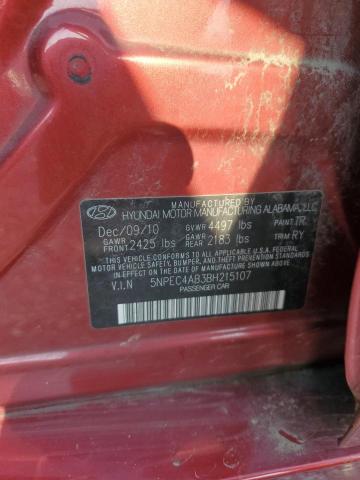 MANUFACTURED BY
HYUNDAI MOTOR MANUFACTURING ALABAMA, LLC
Dec/09/10 GVWR 4497 lbs PAINT TR
GAWR FRONT 2425 lbs GAWR REAR 2183 lbs TRIM RY
THIS VEHICLE CONFORMS TO ALL APPLICABLE U.S.A. FEDERAL
MOTOR VEHICLE SAFETY, BUMPER, AND THEFT PREVENTION
STANDARDS IN EFFECT ON THE DATE OF MANUFACTURE SHOWN ABOVE.
V.I.N 5NPEC4AB3BH215107
PASSENGER CAR